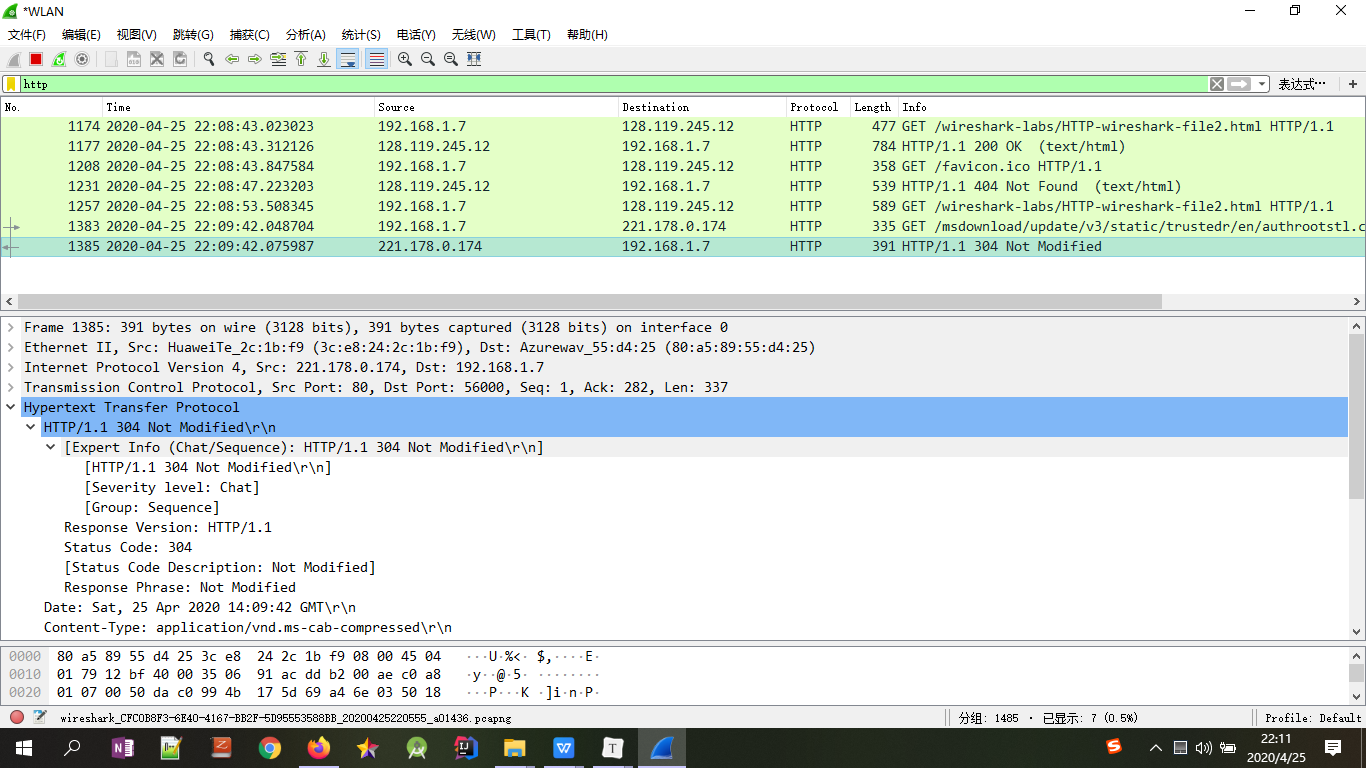 *WLAN
文件(F) 编辑(E) 视图(V) 跳转(G) 捕获(C) 分析(A) 统计(S) 电话(Y) 无线(W) 工具(T) 帮助(H)
http 表达式… +
No. Time Source Destination Protocol Length Info
1174 2020-04-25 22:08:43.023023 192.168.1.7 128.119.245.12 HTTP 477 GET /wireshark-labs/HTTP-wireshark-file2.html HTTP/1.1
1177 2020-04-25 22:08:43.312126 128.119.245.12 192.168.1.7 HTTP 784 HTTP/1.1 200 OK (text/html)
1208 2020-04-25 22:08:43.847584 192.168.1.7 128.119.245.12 HTTP 358 GET /favicon.ico HTTP/1.1
1231 2020-04-25 22:08:47.223203 128.119.245.12 192.168.1.7 HTTP 539 HTTP/1.1 404 Not Found (text/html)
1257 2020-04-25 22:08:53.508345 192.168.1.7 128.119.245.12 HTTP 589 GET /wireshark-labs/HTTP-wireshark-file2.html HTTP/1.1
1383 2020-04-25 22:09:42.048704 192.168.1.7 221.178.0.174 HTTP 335 GET /msdownload/update/v3/static/trustedr/en/authrootstl.c
1385 2020-04-25 22:09:42.075987 221.178.0.174 192.168.1.7 HTTP 391 HTTP/1.1 304 Not Modified
Frame 1385: 391 bytes on wire (3128 bits), 391 bytes captured (3128 bits) on interface 0
Ethernet II, Src: HuaweiTe_2c:1b:f9 (3c:e8:24:2c:1b:f9), Dst: Azurewav_55:d4:25 (80:a5:89:55:d4:25)
Internet Protocol Version 4, Src: 221.178.0.174, Dst: 192.168.1.7
Transmission Control Protocol, Src Port: 80, Dst Port: 56000, Seq: 1, Ack: 282, Len: 337
Hypertext Transfer Protocol
HTTP/1.1 304 Not Modified\r\n
[Expert Info (Chat/Sequence): HTTP/1.1 304 Not Modified\r\n]
[HTTP/1.1 304 Not Modified\r\n]
[Severity level: Chat]
[Group: Sequence]
Response Version: HTTP/1.1
Status Code: 304
[Status Code Description: Not Modified]
Response Phrase: Not Modified
Date: Sat, 25 Apr 2020 14:09:42 GMT\r\n
Content-Type: application/vnd.ms-cab-compressed\r\n
0000 80 a5 89 55 d4 25 3c e8 24 2c 1b f9 08 00 45 04 ···U·%<· $,····E·
0010 01 79 12 bf 40 00 35 06 91 ac dd b2 00 ae c0 a8 ·y··@·5· ········
0020 01 07 00 50 da c0 99 4b 17 5d 69 a4 6e 03 50 18 ···P···K ·]i·n·P·
wireshark_CFC0B8F3-6E40-4167-BB2F-5D95553588BB_20200425220555_a01436.pcapng 分组: 1485 · 已显示: 7 (0.5%) Profile: Default
22:11
2020/4/25